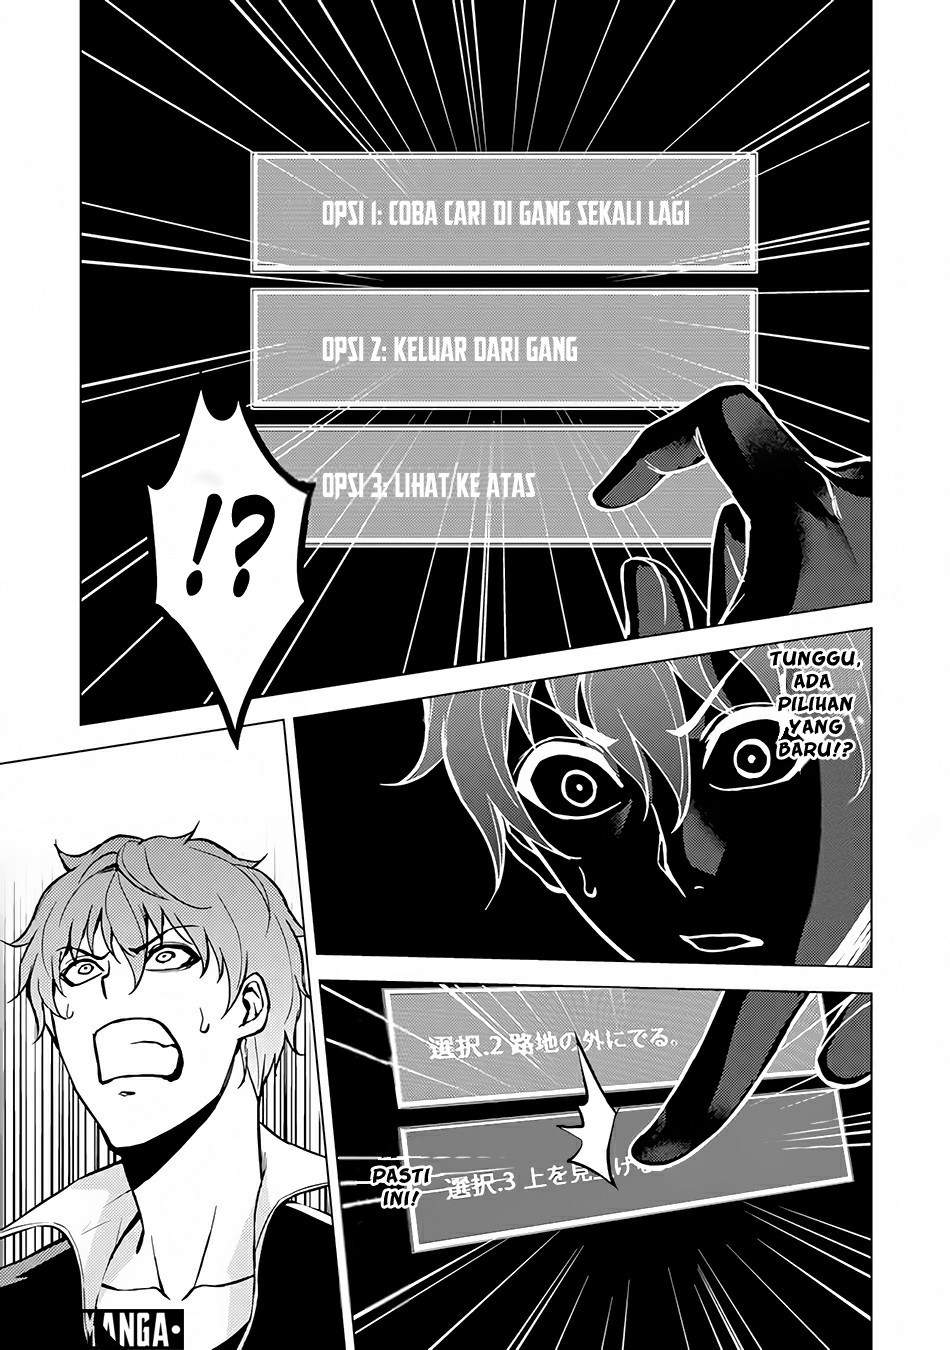 OPSI 1: COBA CARI DI GANG SEKALI LAGI
OPSI 2: KELUAR DARI GANG
OPSI 3: LIHAT KE ATAS
!?
TUNGGU,
ADA
PILIHAN
YANG
BARU!?
選択.2 路地の外にでる。
選択.3 上を見
PASTI
INI!
MANGA•